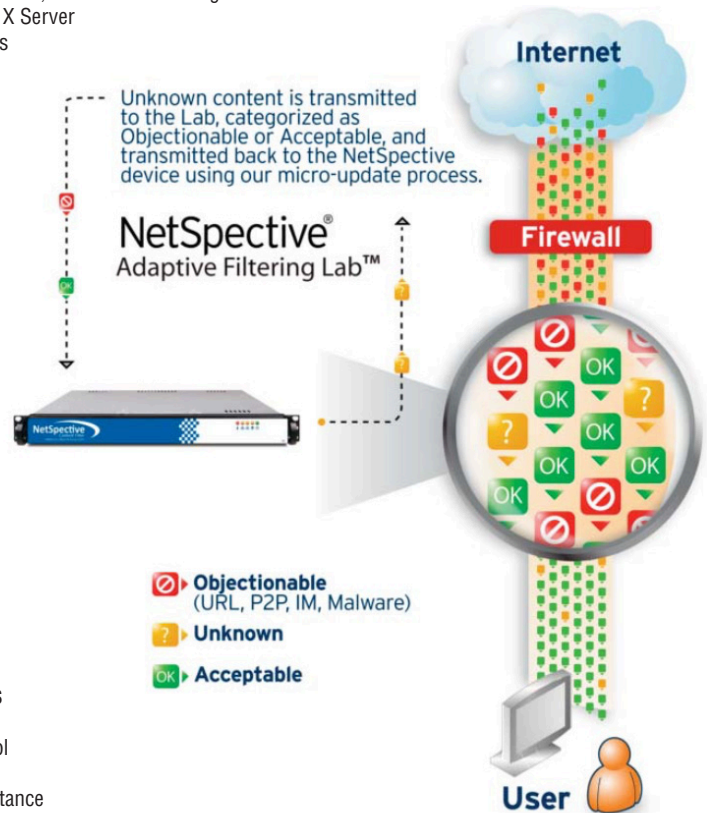 X Server
s
Internet
Unknown content is transmitted
to the Lab, categorized as
Objectionable or Acceptable, and
transmitted back to the NetSpective
device using our micro-update process.
NetSpective®
Adaptive Filtering Lab™
Firewall
OK
?
OK
OK
?
?
OK
?
OK
OK
OK
OK
NetSpective
Objectionable
(URL, P2P, IM, Malware)
? Unknown
OK Acceptable
s
ol
tance
User